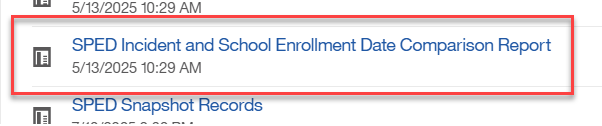 5/13/2025 10:29 AM
SPED Incident and School Enrollment Date Comparison Report
5/13/2025 10:29 AM
SPED Snapshot Records